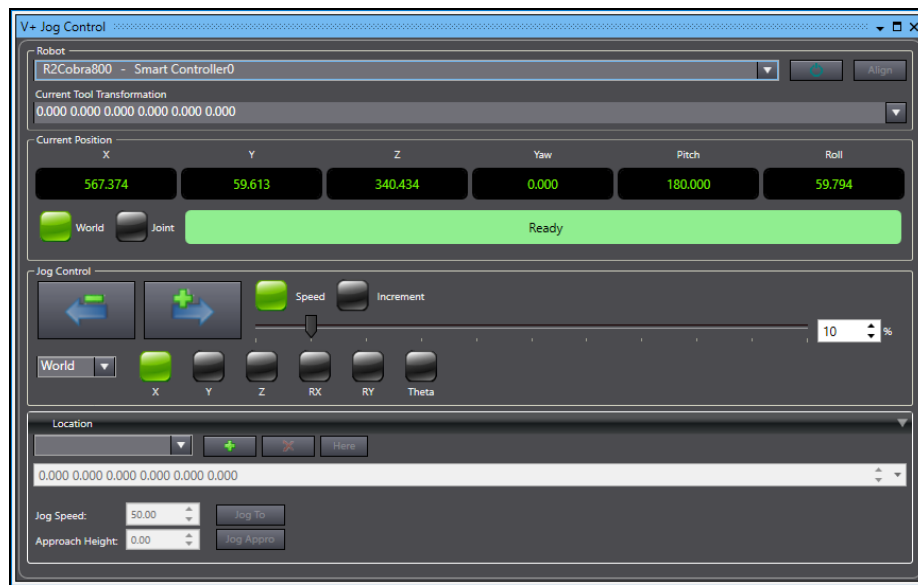 V+ Jog Control
Robot
R2Cobra800 - Smart Controller0
Align
Current Tool Transformation
0.000 0.000 0.000 0.000 0.000 0.000
Current Position
X Y Z Yaw Pitch Roll
567.374 59.613 340.434 0.000 180.000 59.794
World Joint Ready
Jog Control
Speed Increment
10 %
World
X Y Z RX RY Theta
Location
Here
0.000 0.000 0.000 0.000 0.000 0.000
Jog Speed: 50.00 Jog To
Approach Height: 0.00 Jog Appro